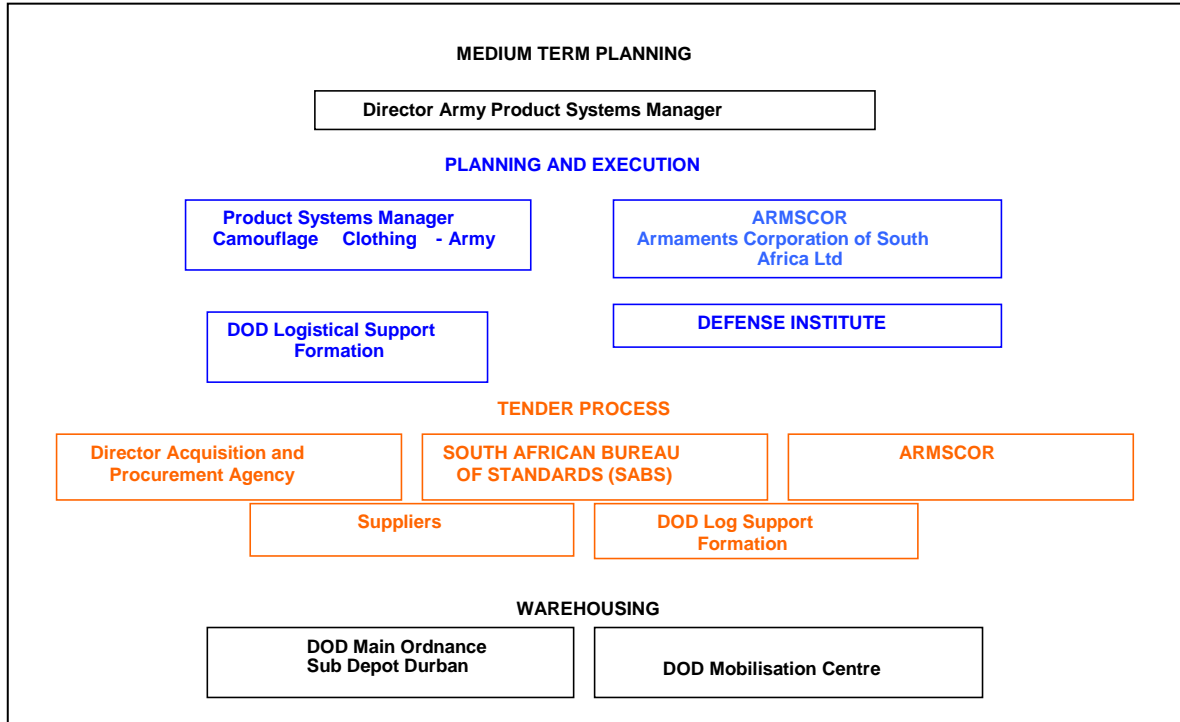 MEDIUM TERM PLANNING
Director Army Product Systems Manager
PLANNING AND EXECUTION
Product Systems Manager
Camouflage Clothing - Army
ARMSCOR
Armaments Corporation of South
Africa Ltd
DOD Logistical Support
Formation
DEFENSE INSTITUTE
TENDER PROCESS
Director Acquisition and
Procurement Agency
SOUTH AFRICAN BUREAU
OF STANDARDS (SABS)
ARMSCOR
Suppliers
DOD Log Support
Formation
WAREHOUSING
DOD Main Ordnance
Sub Depot Durban
DOD Mobilisation Centre